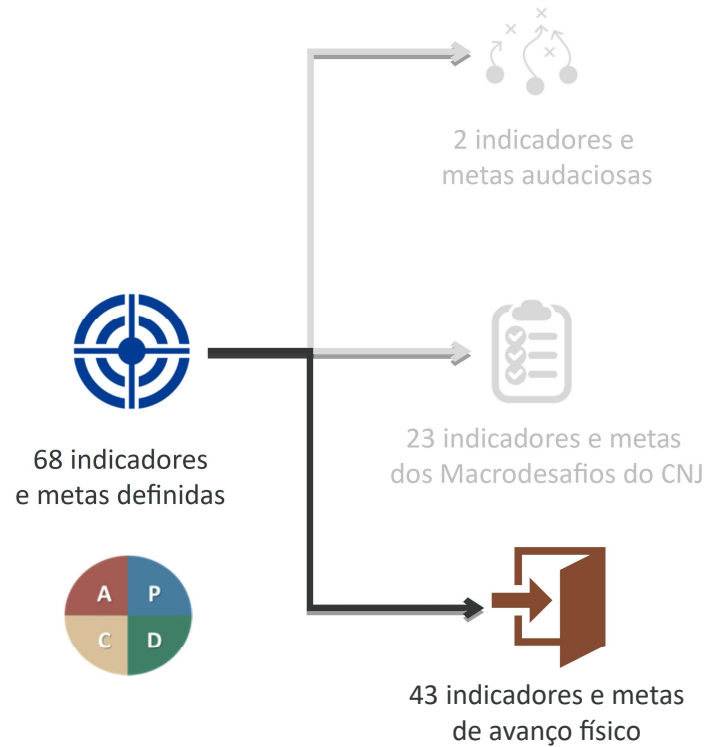 2 indicadores e
metas audaciosas
23 indicadores e metas
dos Macrodesafios do CNJ
68 indicadores
e metas definidas
A P
C D
43 indicadores e metas
de avanço físico